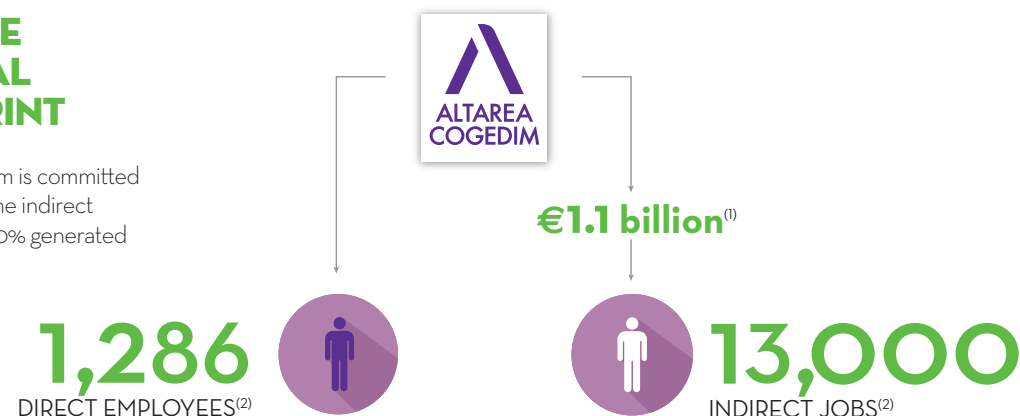 E
AL
RINT
m is committed
ne indirect
0% generated
ALTAREA
COGEDIM
€1.1 billion(1)
1,286
DIRECT EMPLOYEES(2)
13,000
INDIRECT JOBS(2)